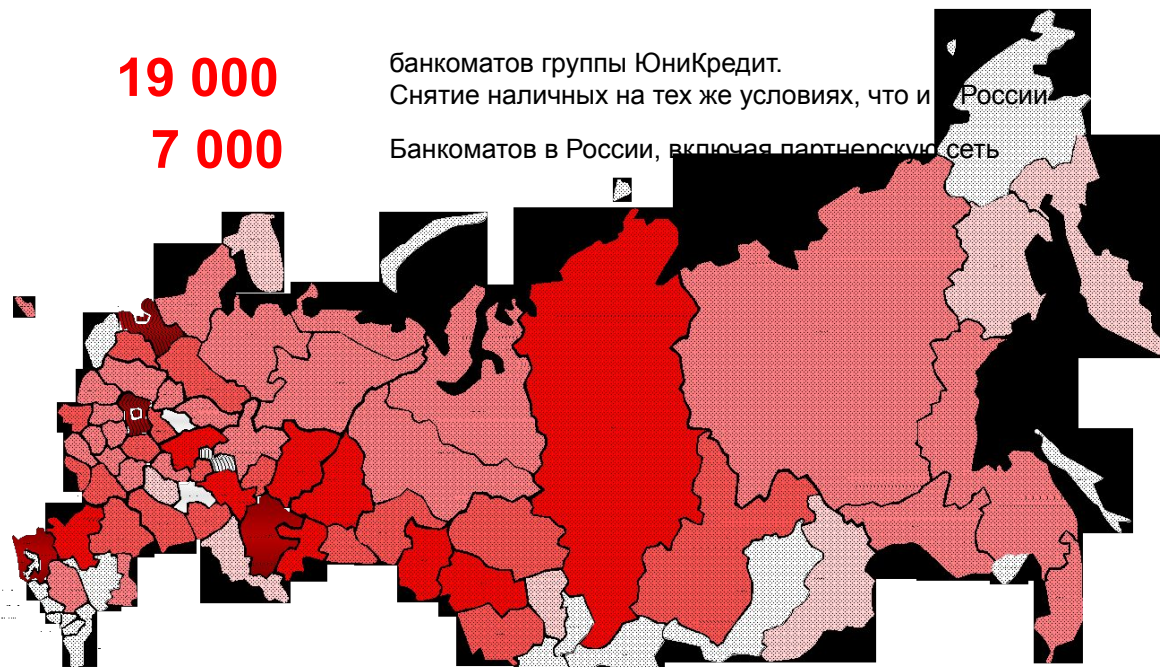 19 000
банкоматов группы ЮниКредит.
Снятие наличных на тех же условиях, что и России
7 000
Банкоматов в России, включая партнерскую сеть